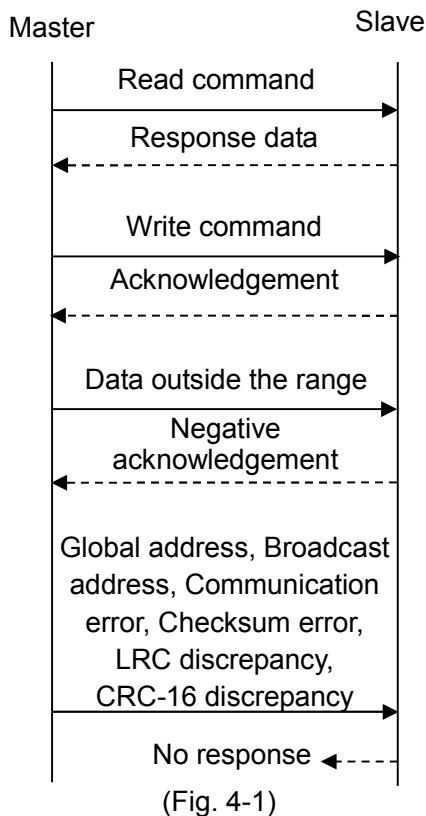 Master
Slave
Read command
Response data
Write command
Acknowledgement
Data outside the range
Negative
acknowledgement
Global address, Broadcast
address, Communication
error, Checksum error,
LRC discrepancy,
CRC-16 discrepancy
No response
(Fig. 4-1)